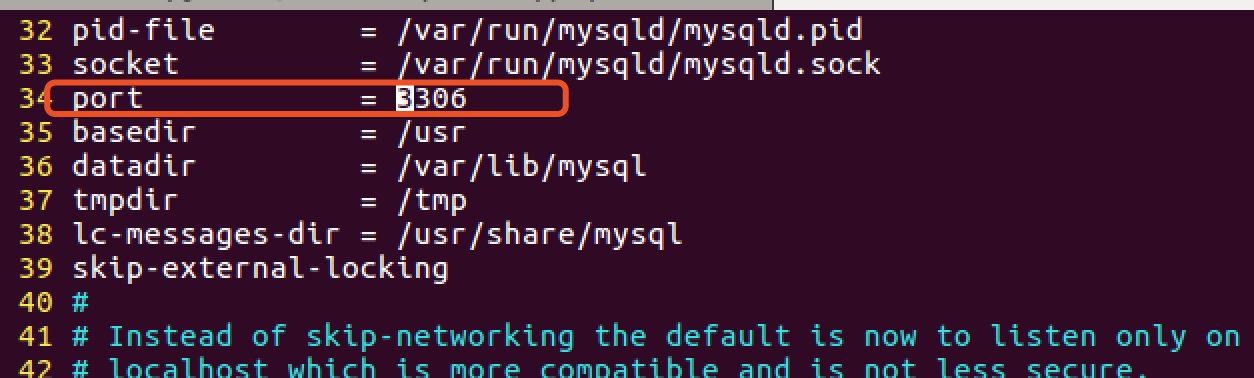 32 pid-file        = /var/run/mysqld/mysqld.pid
33 socket          = /var/run/mysqld/mysqld.sock
34 port            = 3306
35 basedir         = /usr
36 datadir         = /var/lib/mysql
37 tmpdir          = /tmp
38 lc-messages-dir = /usr/share/mysql
39 skip-external-locking
40 #
41 # Instead of skip-networking the default is now to listen only on
42 # localhost which is more compatible and is not less secure.